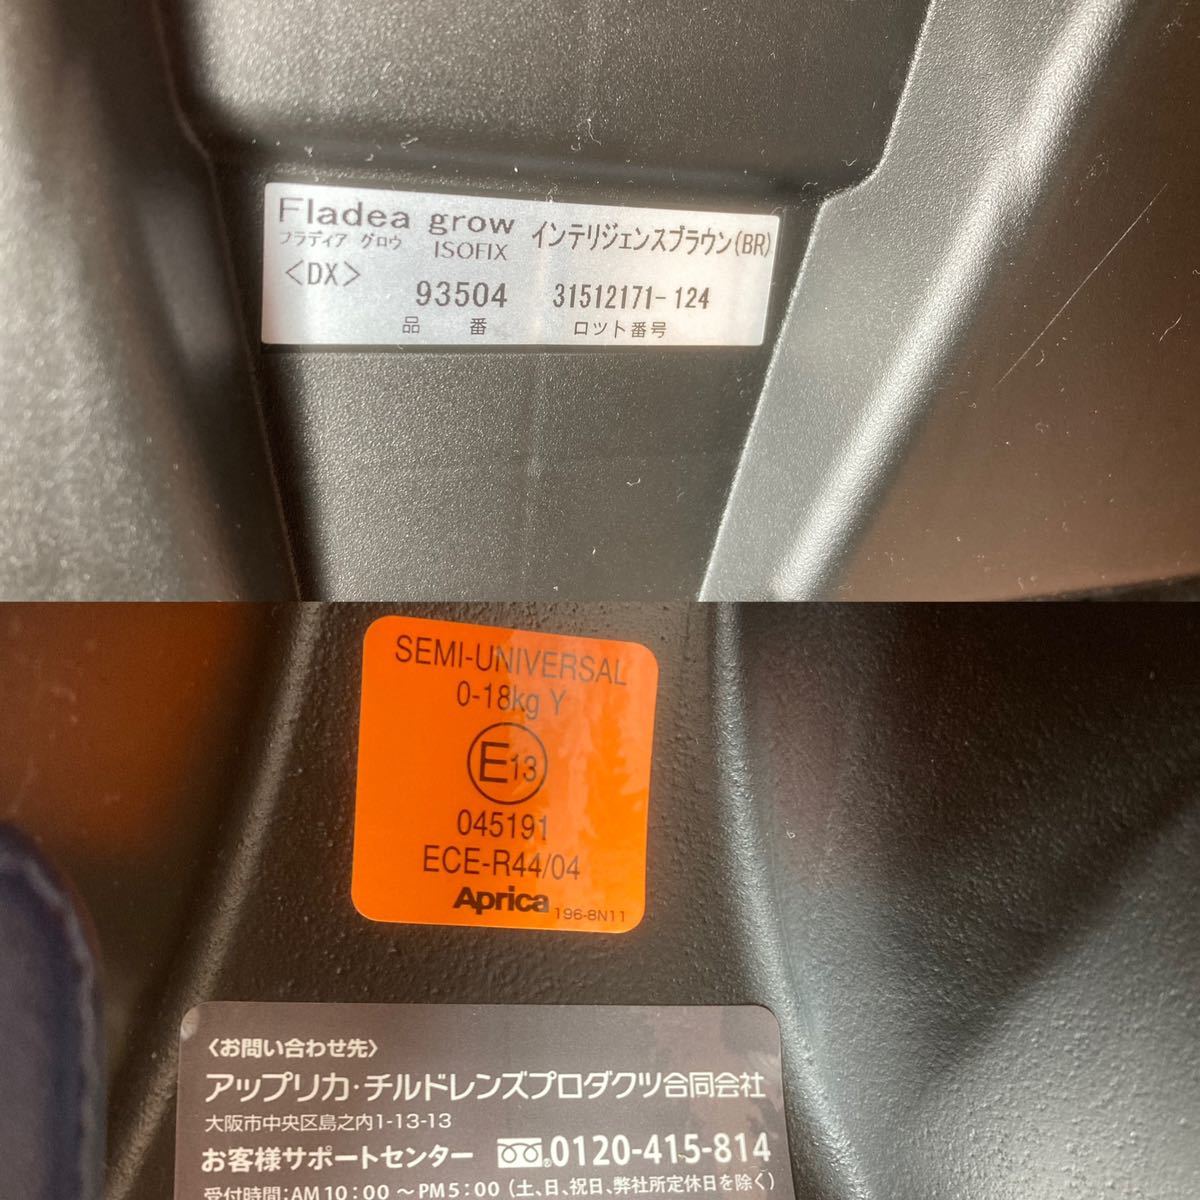 Fladea grow インテリジェンスブラウン(BR)
フラディア グロウ ISOFIX
<DX> 93504 31512171-124
品 番 ロット番号
SEMI-UNIVERSAL
0-18kg Y
E13
045191
ECE-R44/04
Aprica 196-8N11
〈お問い合わせ先〉
アップリカ・チルドレンズプロダクツ合同会社
大阪市中央区島之内1-13-13
お客様サポートセンター 0120-415-814
受付時間:AM10:00〜PM5:00(土、日、祝日、弊社所定休日を除く)